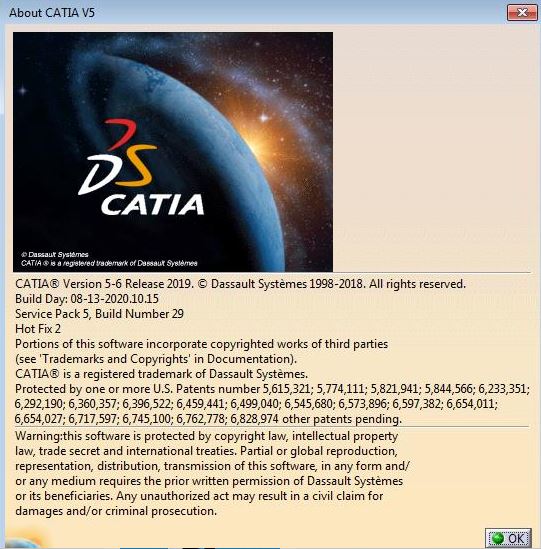 About CATIA V5
DS
CATIA
© Dassault Systèmes
CATIA ® is a registered trademark of Dassault Systèmes
CATIA® Version 5-6 Release 2019. © Dassault Systèmes 1998-2018. All rights reserved.
Build Day: 08-13-2020.10.15
Service Pack 5, Build Number 29
Hot Fix 2
Portions of this software incorporate copyrighted works of third parties
(see 'Trademarks and Copyrights' in Documentation).
CATIA® is a registered trademark of Dassault Systèmes.
Protected by one or more U.S. Patents number 5,615,321; 5,774,111; 5,821,941; 5,844,566; 6,233,351;
6,292,190; 6,360,357; 6,396,522; 6,459,441; 6,499,040; 6,545,680; 6,573,896; 6,597,382; 6,654,011;
6,654,027; 6,717,597; 6,745,100; 6,762,778; 6,828,974 other patents pending.
Warning:this software is protected by copyright law, intellectual property
law, trade secret and international treaties. Partial or global reproduction,
representation, distribution, transmission of this software, in any form and/
or any medium requires the prior written permission of Dassault Systèmes
or its beneficiaries. Any unauthorized act may result in a civil claim for
damages and/or criminal prosecution.
OK